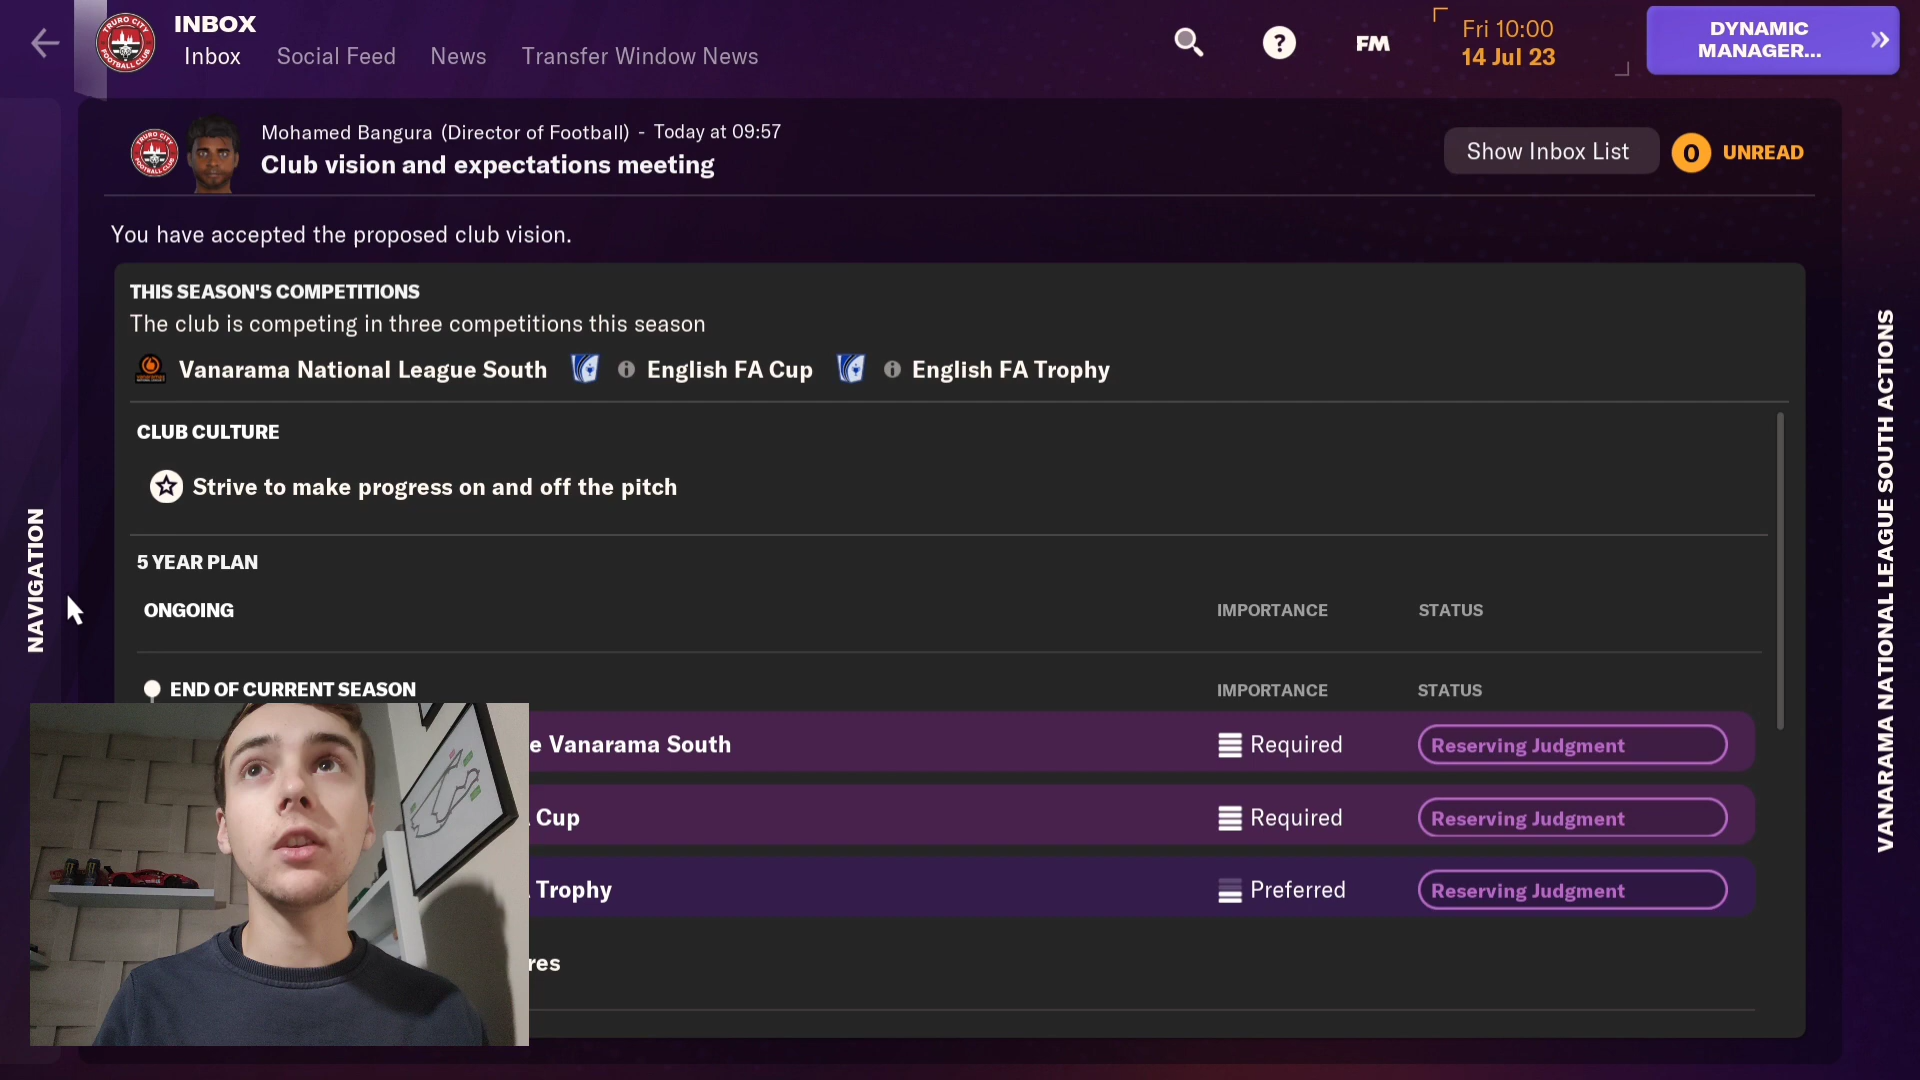 INBOX
Inbox Social Feed News Transfer Window News
? FM
Fri 10:00
14 Jul 23
DYNAMIC
MANAGER...
TRURO CITY
FOOTBALL CLUB
Mohamed Bangura (Director of Football) - Today at 09:57
Club vision and expectations meeting
Show Inbox List
0 UNREAD
You have accepted the proposed club vision.
THIS SEASON'S COMPETITIONS
The club is competing in three competitions this season
Vanarama National League South English FA Cup English FA Trophy
CLUB CULTURE
Strive to make progress on and off the pitch
5 YEAR PLAN
ONGOING IMPORTANCE STATUS
END OF CURRENT SEASON IMPORTANCE STATUS
e Vanarama South Required Reserving Judgment
Cup Required Reserving Judgment
Trophy Preferred Reserving Judgment
res
NAVIGATION
VANARAMA NATIONAL LEAGUE SOUTH ACTIONS